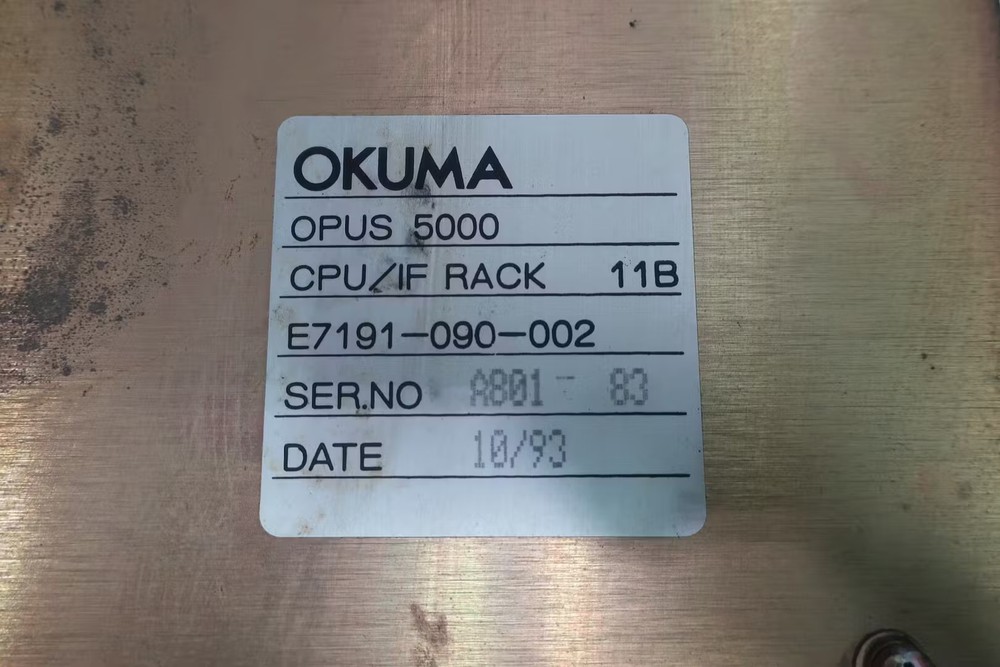 OKUMA
OPUS 5000
CPU/IF RACK 11B
E7191-090-002
SER.NO A801- 83
DATE 10/93